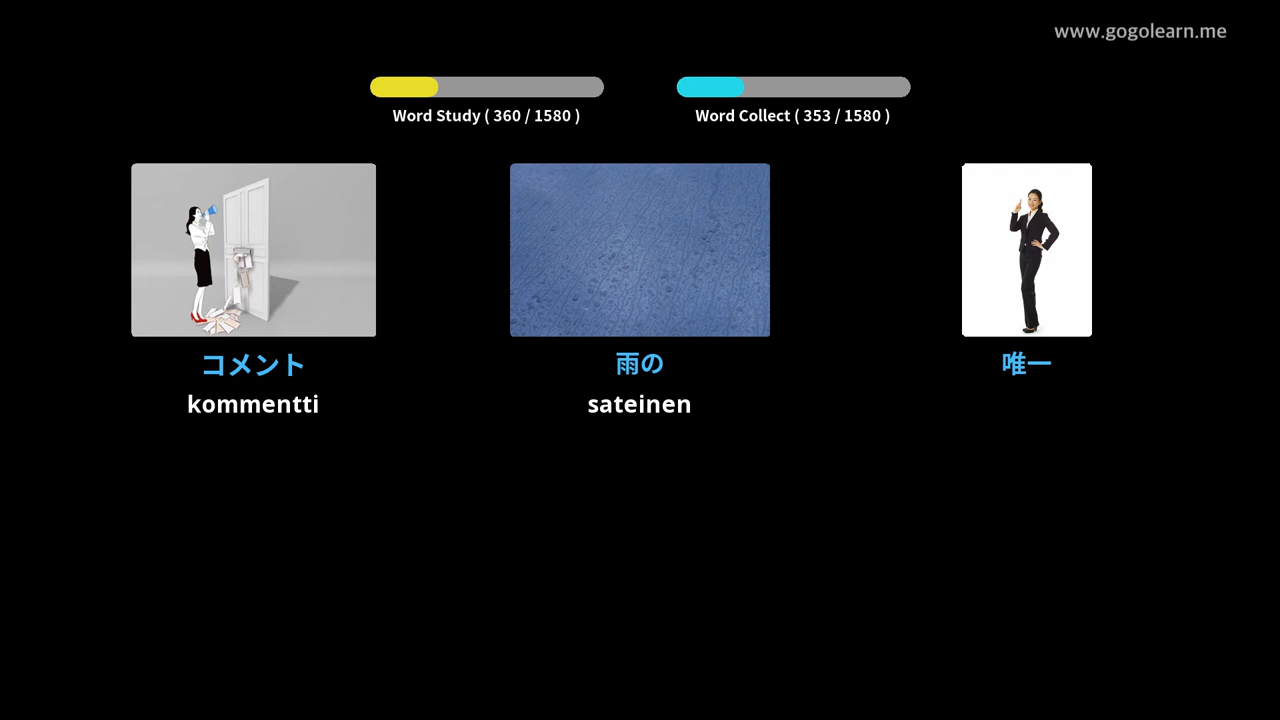 www.gogolearn.me
Word Study ( 360 / 1580 )
Word Collect ( 353 / 1580 )
コメント
雨の
唯一
kommentti
sateinen